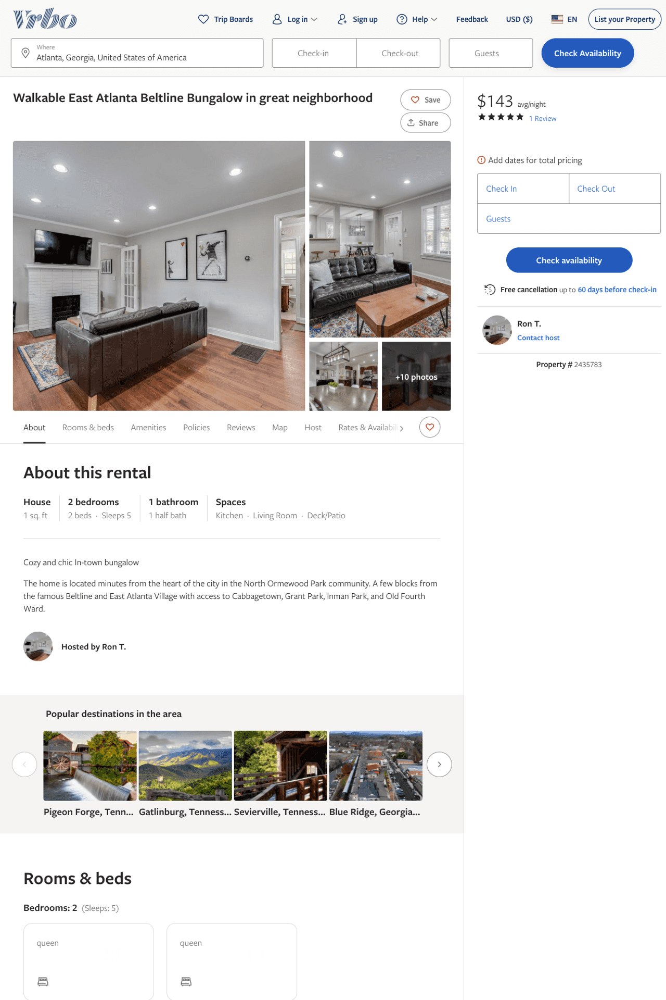 Vrbo
Trip Boards
Log in
Sign up
Help
Feedback
USD ($)
EN
List your Property
Where
Atlanta, Georgia, United States of America
Check-in
Check-out
Guests
Check Availability
Walkable East Atlanta Beltline Bungalow in great neighborhood
Save
Share
+10 photos
$143 avg/night
1 Review
Add dates for total pricing
Check In
Check Out
Guests
Check availability
Free cancellation up to 60 days before check-in
Ron T.
Contact host
Property # 2435783
About
Rooms & beds
Amenities
Policies
Reviews
Map
Host
Rates & Availabili
About this rental
House
1 sq. ft
2 bedrooms
2 beds · Sleeps 5
1 bathroom
1 half bath
Spaces
Kitchen · Living Room · Deck/Patio
Cozy and chic In-town bungalow
The home is located minutes from the heart of the city in the North Ormewood Park community. A few blocks from
the famous Beltline and East Atlanta Village with access to Cabbagetown, Grant Park, Inman Park, and Old Fourth
Ward.
Hosted by Ron T.
Popular destinations in the area
Pigeon Forge, Tenn...
Gatlinburg, Tenness...
Sevierville, Tenness...
Blue Ridge, Georgia...
Rooms & beds
Bedrooms: 2 (Sleeps: 5)
queen
queen